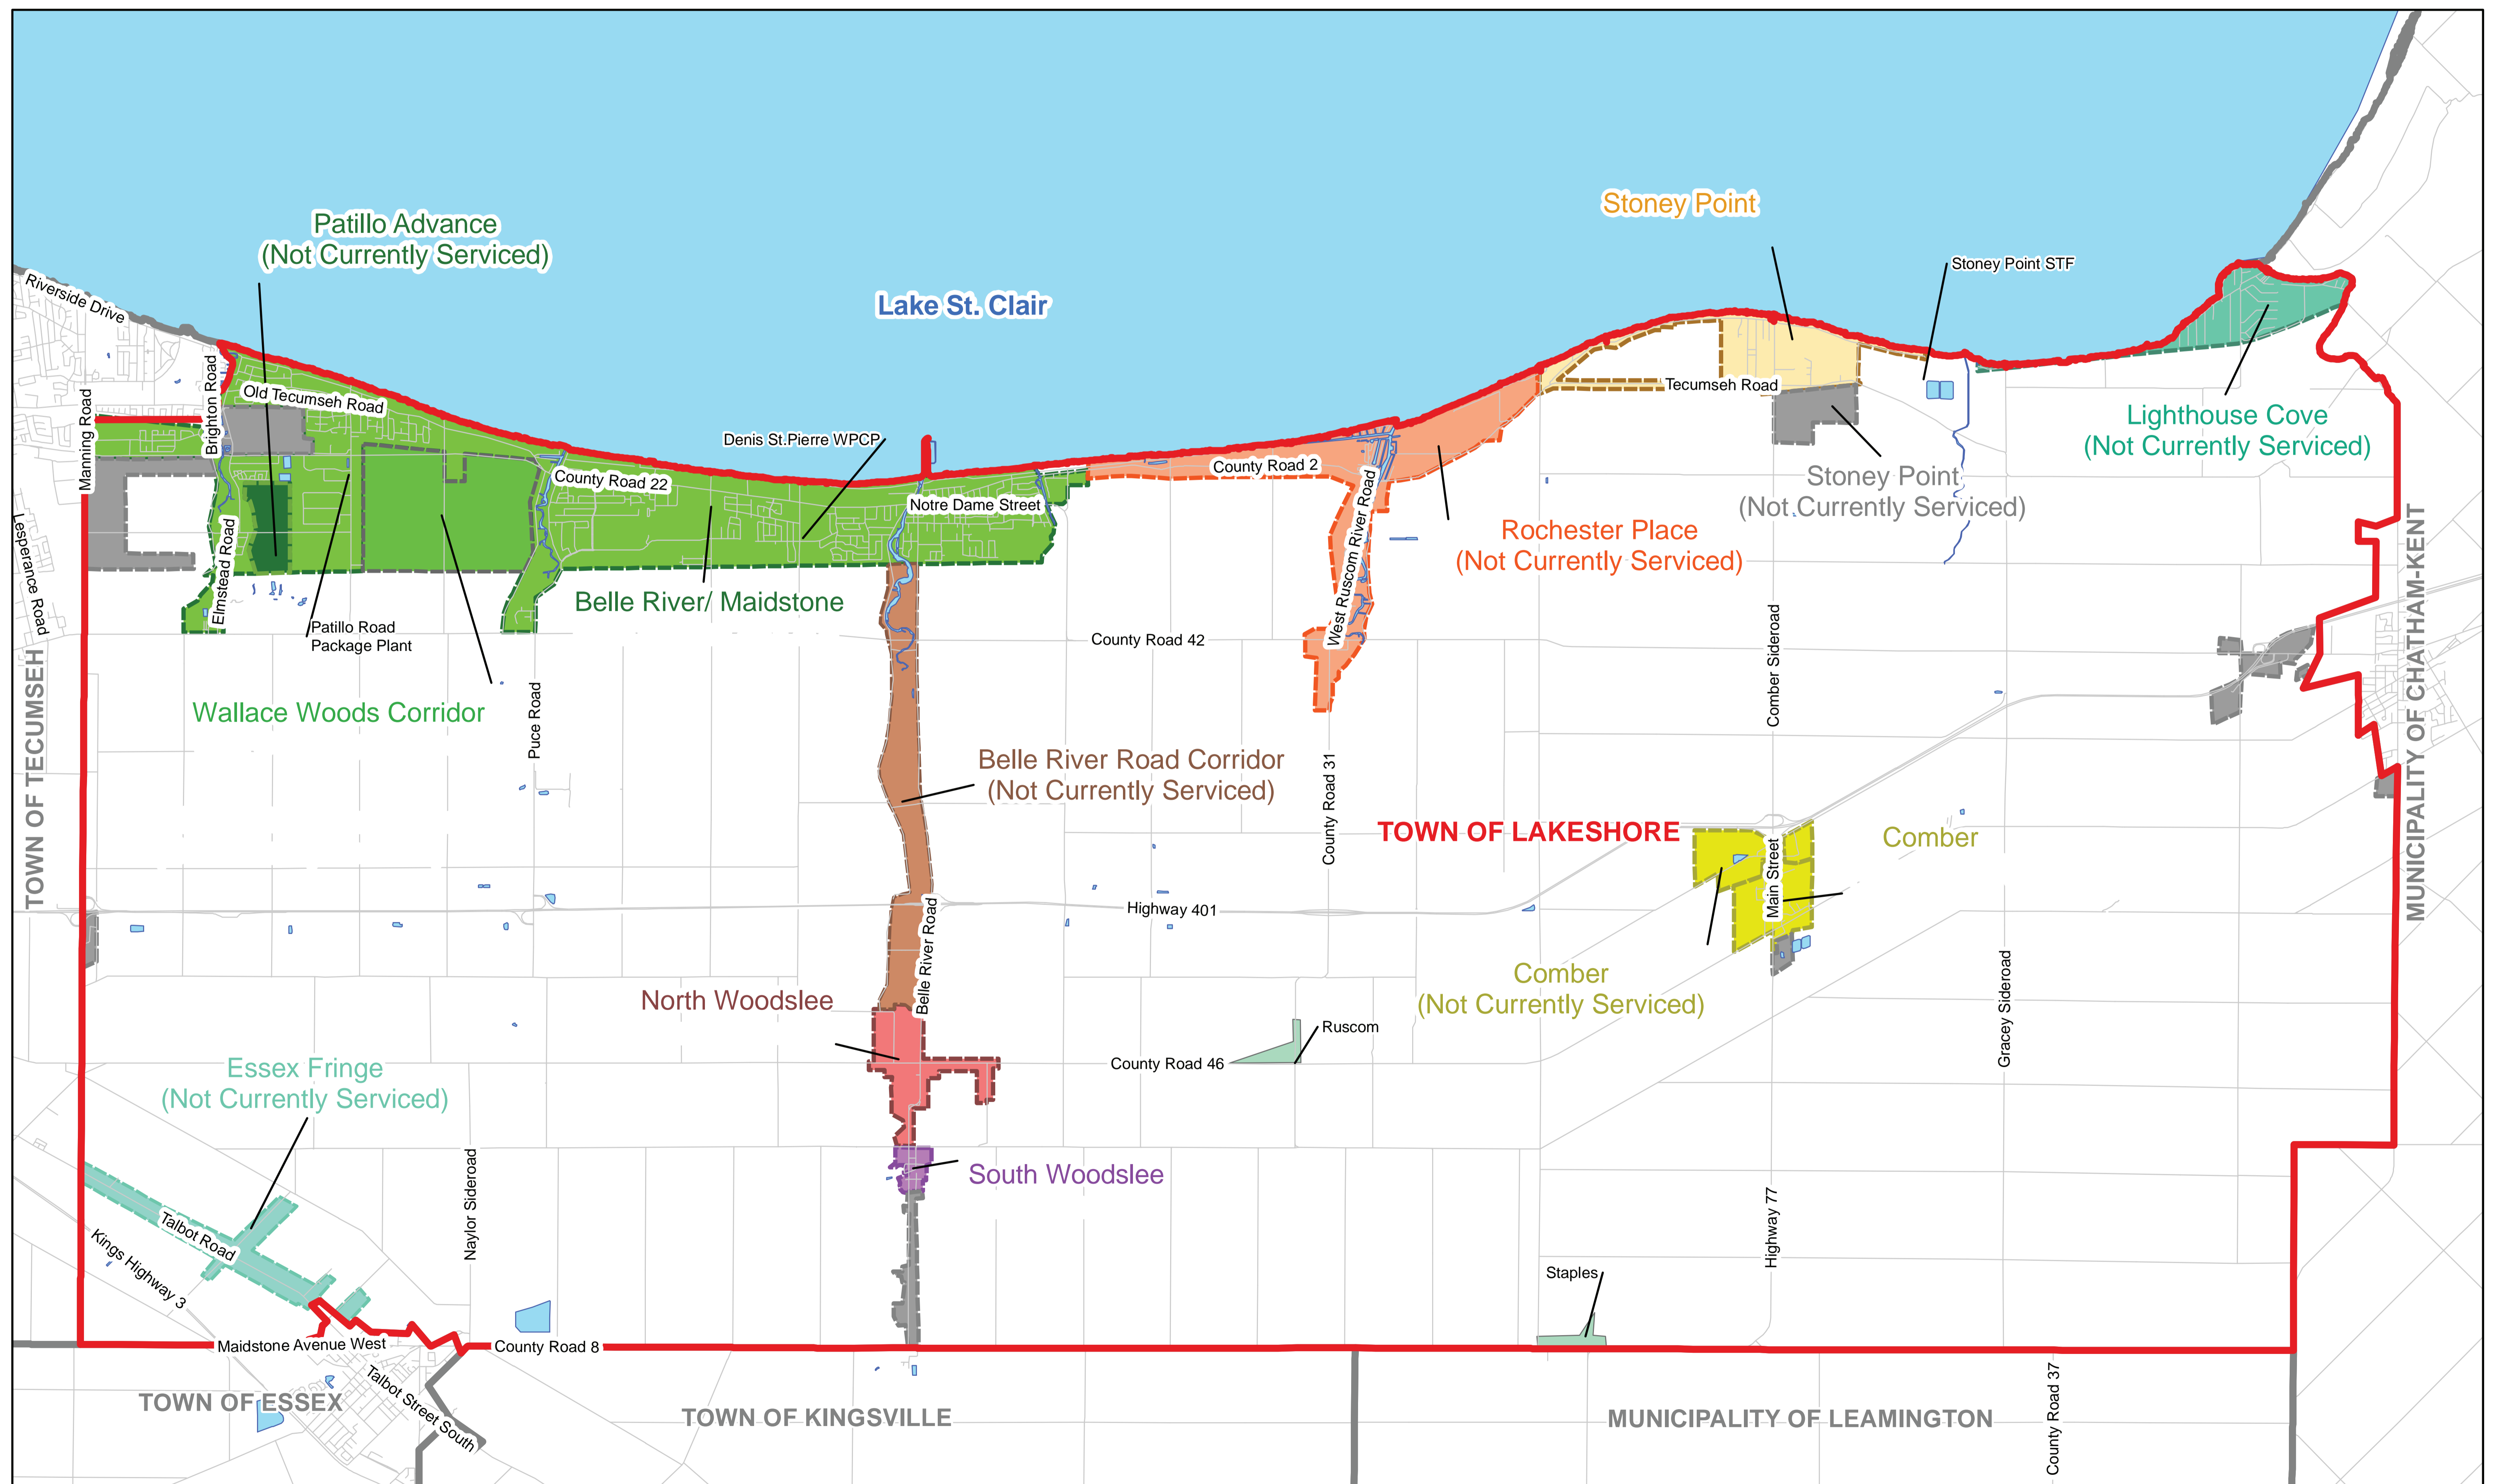 Stoney Point
Patillo Advance
(Not Currently Serviced)
Stoney Point STF
Riverside Drive
Lake St. Clair
Brighton Road
Old Tecumseh Road
Manning Road
Tecumseh Road
Lighthouse Cove
(Not Currently Serviced)
Denis St.Pierre WPCP
County Road 2
County Road 22
Stoney Point
(Not Currently Serviced)
Notre Dame Street
West Ruscom River Road
Rochester Place
(Not Currently Serviced)
Lesperance Road
Elmstead Road
Belle River/ Maidstone
Patillo Road
Package Plant
County Road 42
Comber Sideroad
MUNICIPALITY OF CHATHAM-KENT
TOWN OF TECUMSEH
Wallace Woods Corridor
Puce Road
Belle River Road Corridor
(Not Currently Serviced)
County Road 31
TOWN OF LAKESHORE
Comber
Main Street
Highway 401
Belle River Road
Comber
(Not Currently Serviced)
Gracey Sideroad
North Woodslee
Ruscom
County Road 46
Essex Fringe
(Not Currently Serviced)
South Woodslee
Naylor Sideroad
Talbot Road
Kings Highway 3
Highway 77
Staples
Maidstone Avenue West
County Road 8
Talbot Street South
TOWN OF ESSEX
TOWN OF KINGSVILLE
MUNICIPALITY OF LEAMINGTON
County Road 37